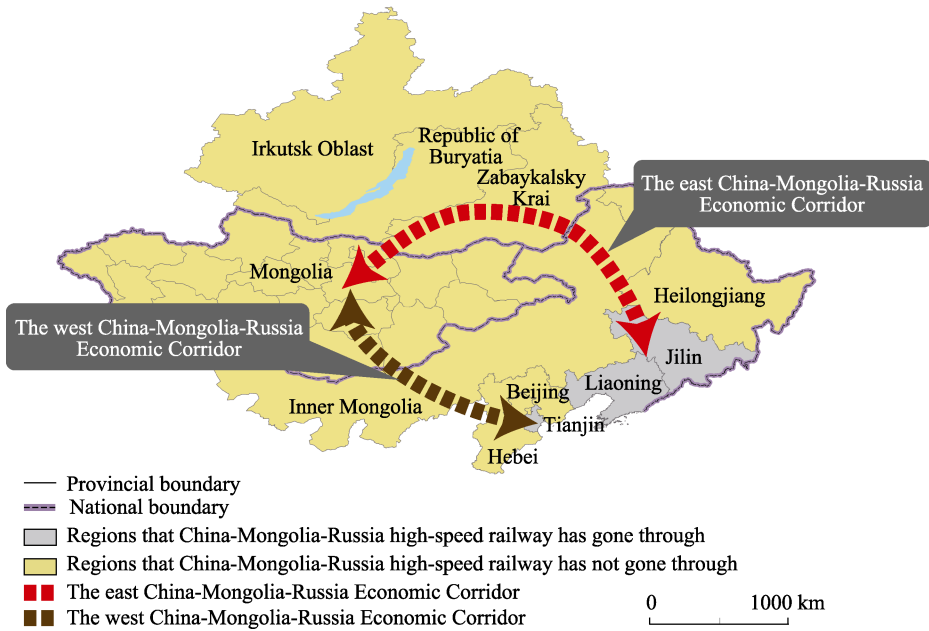 Irkutsk Oblast
Republic of
Buryatia
Zabaykalsky
Krai
The east China-Mongolia-Russia
Economic Corridor
Mongolia
Heilongjiang
The west China-Mongolia-Russia
Economic Corridor
Jilin
Liaoning
Beijing
Inner Mongolia
Tianjin
Hebei
Provincial boundary
National boundary
Regions that China-Mongolia-Russia high-speed railway has gone through
Regions that China-Mongolia-Russia high-speed railway has not gone through
The east China-Mongolia-Russia Economic Corridor
The west China-Mongolia-Russia Economic Corridor
0 1000 km